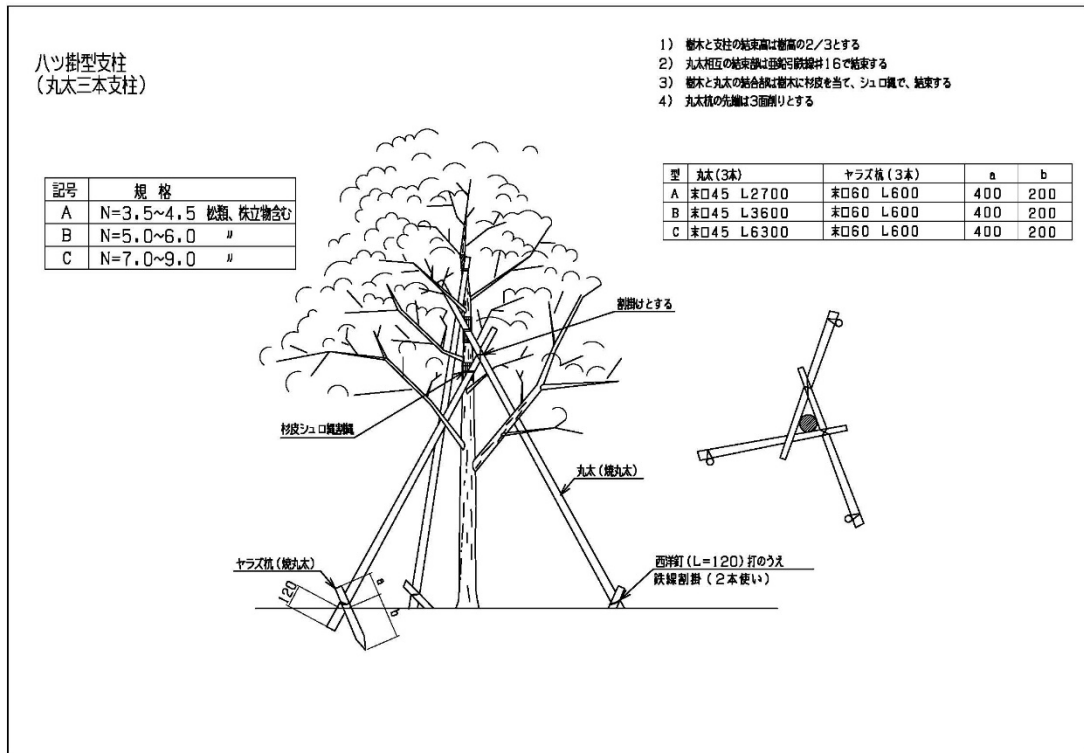 八ツ掛型支柱
(丸太三本支柱)
1) 樹木と支柱の結束高は樹高の2/3とする
2) 丸太相互の結束部は亜鉛引鉄線#16で結束する
3) 樹木と丸太の結合部は樹木に杉皮を当て、シュロ縄で、結束する
4) 丸太杭の先端は3面削りとする
記号 規 格
A N=3.5~4.5 松類、株立物含む
B N=5.0~6.0 〃
C N=7.0~9.0 〃
型 丸太(3本) ヤラズ杭(3本) a b
A 末口45 L2700 末口60 L600 400 200
B 末口45 L3600 末口60 L600 400 200
C 末口45 L6300 末口60 L600 400 200
割掛けとする
杉皮シュロ縄割縄
丸太(焼丸太)
ヤラズ杭(焼丸太)
西洋釘(L=120)打のうえ
鉄線割掛(2本使い)
120
a
b